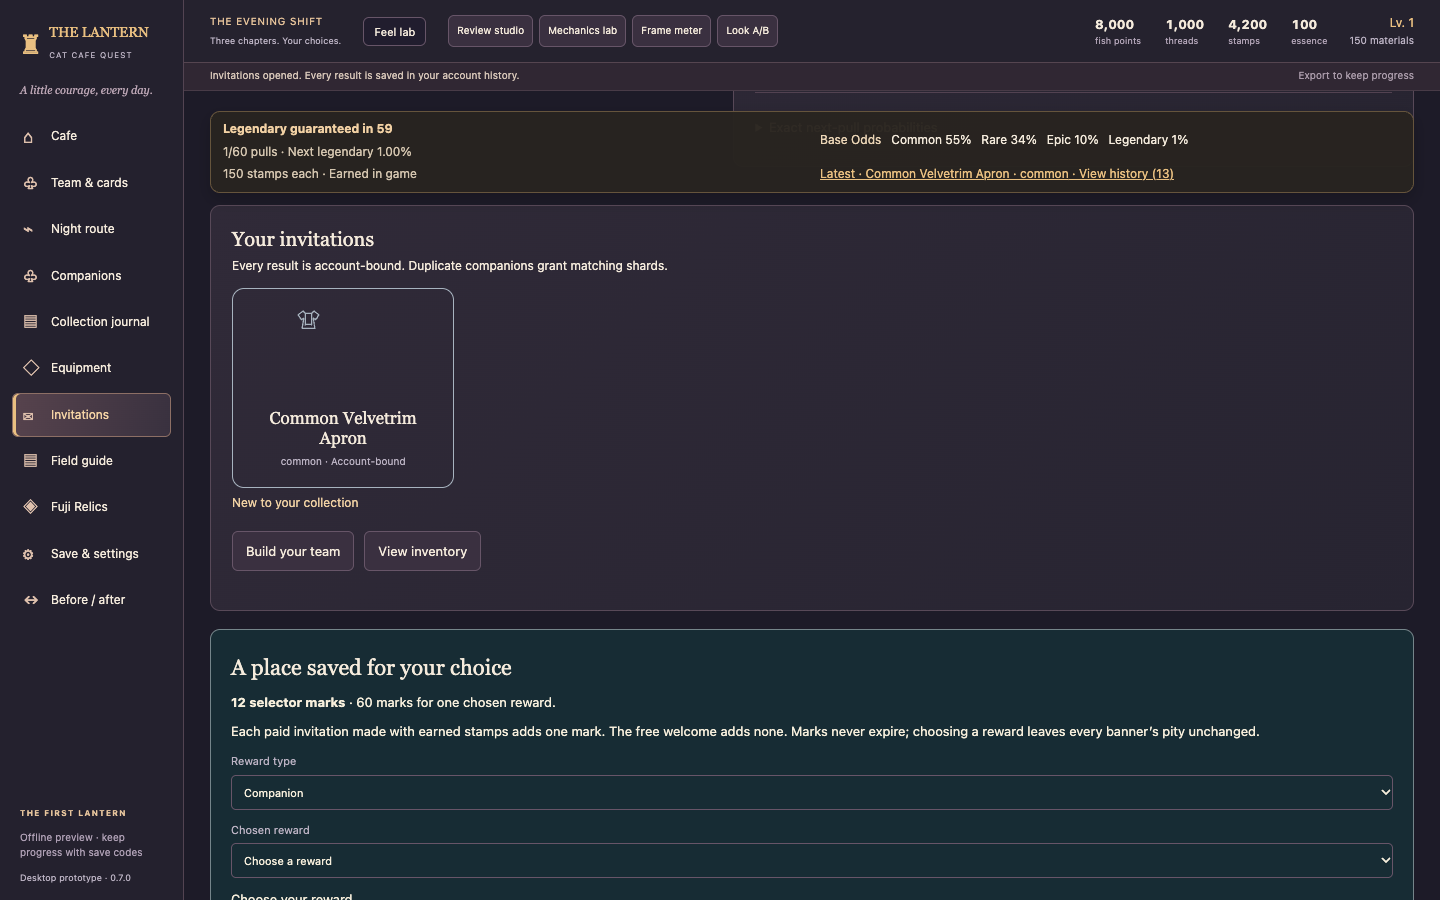 THE LANTERN
CAT CAFE QUEST
A little courage, every day.
Cafe
Team & cards
Night route
Companions
Collection journal
Equipment
Invitations
Field guide
Fuji Relics
Save & settings
Before / after
THE FIRST LANTERN
Offline preview · keep
progress with save codes
Desktop prototype · 0.7.0
THE EVENING SHIFT
Three chapters. Your choices.
Feel lab
Review studio
Mechanics lab
Frame meter
Look A/B
8,000
fish points
1,000
threads
4,200
stamps
100
essence
Lv. 1
150 materials
Invitations opened. Every result is saved in your account history.
Export to keep progress
Legendary guaranteed in 59
1/60 pulls · Next legendary 1.00%
150 stamps each · Earned in game
Exact next-pull probabilities
Base Odds Common 55% Rare 34% Epic 10% Legendary 1%
Latest · Common Velvetrim Apron · common · View history (13)
Your invitations
Every result is account-bound. Duplicate companions grant matching shards.
Common Velvetrim
Apron
common · Account-bound
New to your collection
Build your team
View inventory
A place saved for your choice
12 selector marks · 60 marks for one chosen reward.
Each paid invitation made with earned stamps adds one mark. The free welcome adds none. Marks never expire; choosing a reward leaves every banner’s pity unchanged.
Reward type
Companion
Chosen reward
Choose a reward
Choose your reward